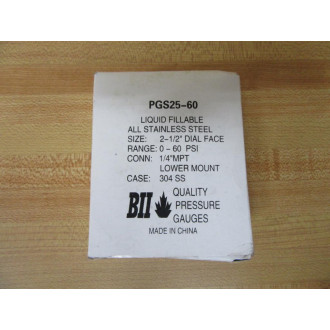 PGS25-60
LIQUID FILLABLE
ALL STAINLESS STEEL
SIZE: 2-1/2" DIAL FACE
RANGE: 0-60 PSI
CONN: 1/4"MPT
LOWER MOUNT
CASE: 304 SS
BII QUALITY
PRESSURE
GAUGES
MADE IN CHINA